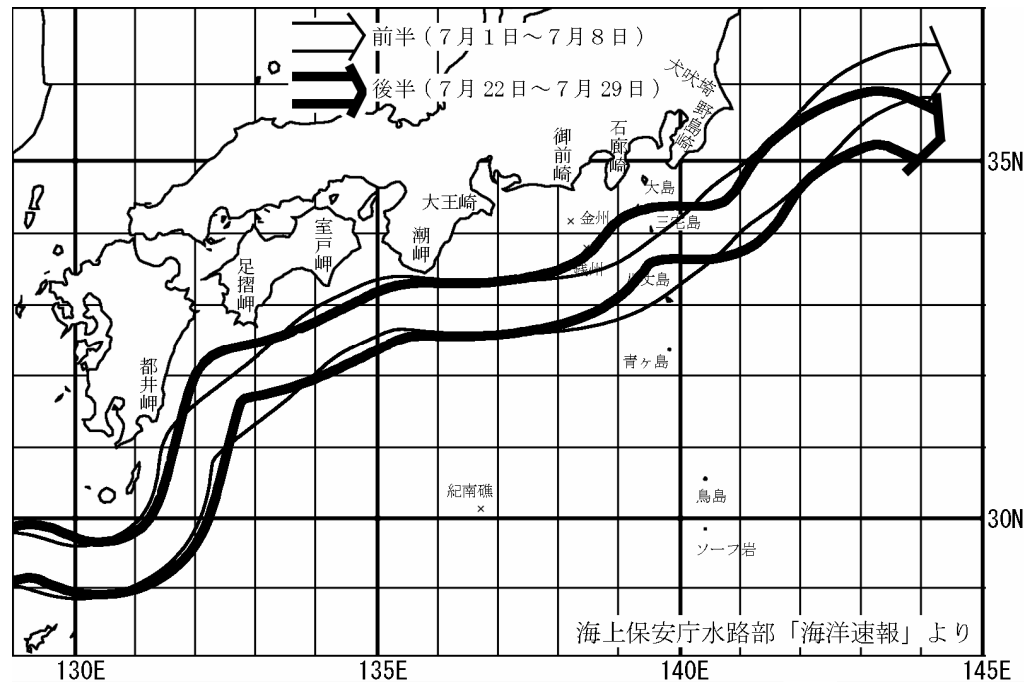 前半(7月1日～7月8日)
後半(7月22日～7月29日)
犬吠埼
野島崎
石廊崎
御前崎
大島
大王崎
金州
三宅島
潮岬
室戸岬
足摺岬
銭州
八丈島
青ヶ島
都井岬
紀南礁
鳥島
ソーフ岩
海上保安庁水路部「海洋速報」より
35N
30N
130E
135E
140E
145E